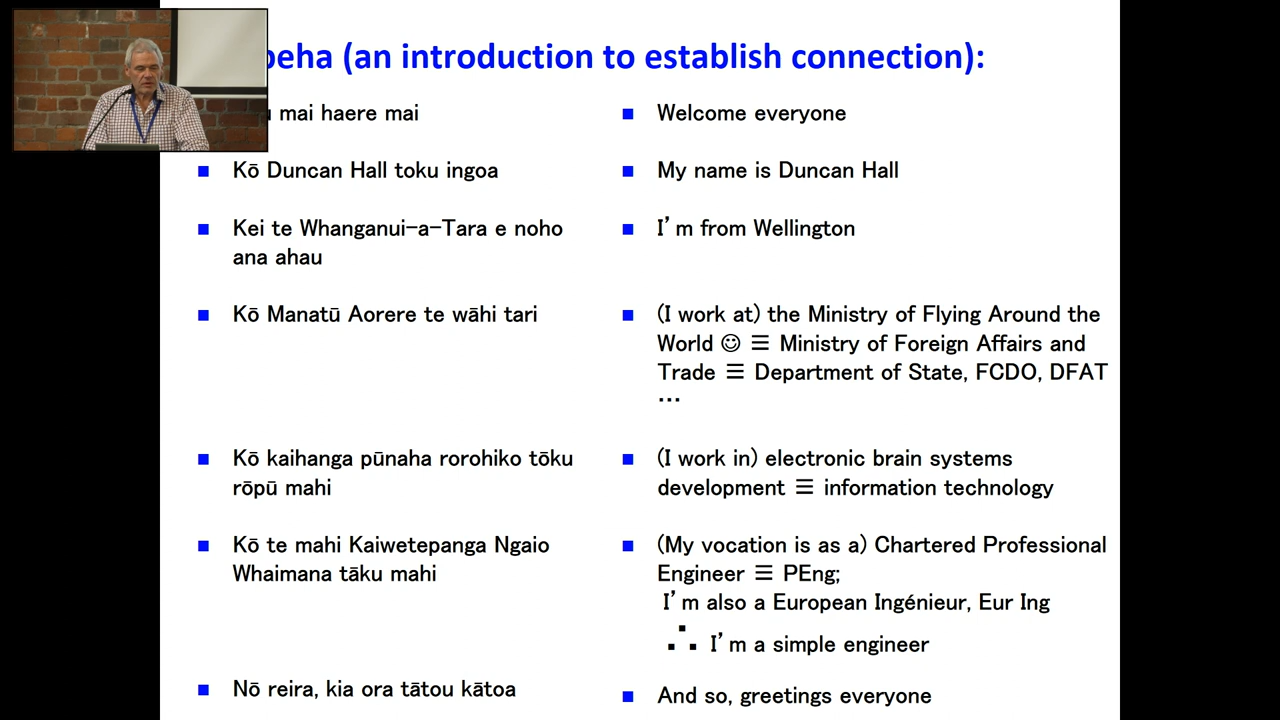 (an introduction to establish connection):
mai haere mai
Welcome everyone
Kō Duncan Hall toku ingoa
My name is Duncan Hall
Kei te Whanganui-a-Tara e noho
ana ahau
I'm from Wellington
Kō Manatū Aorere te wāhi tari
(I work at) the Ministry of Flying Around the
World ☺ ≡ Ministry of Foreign Affairs and
Trade ≡ Department of State, FCDO, DFAT
…
Kō kaihanga pūnaha rorohiko tōku
rōpū mahi
(I work in) electronic brain systems
development ≡ information technology
Kō te mahi Kaiwetepanga Ngaio
Whaimana tāku mahi
(My vocation is as a) Chartered Professional
Engineer ≡ PEng;
I'm also a European Ingénieur, Eur Ing
∴ I'm a simple engineer
Nō reira, kia ora tātou kātoa
And so, greetings everyone